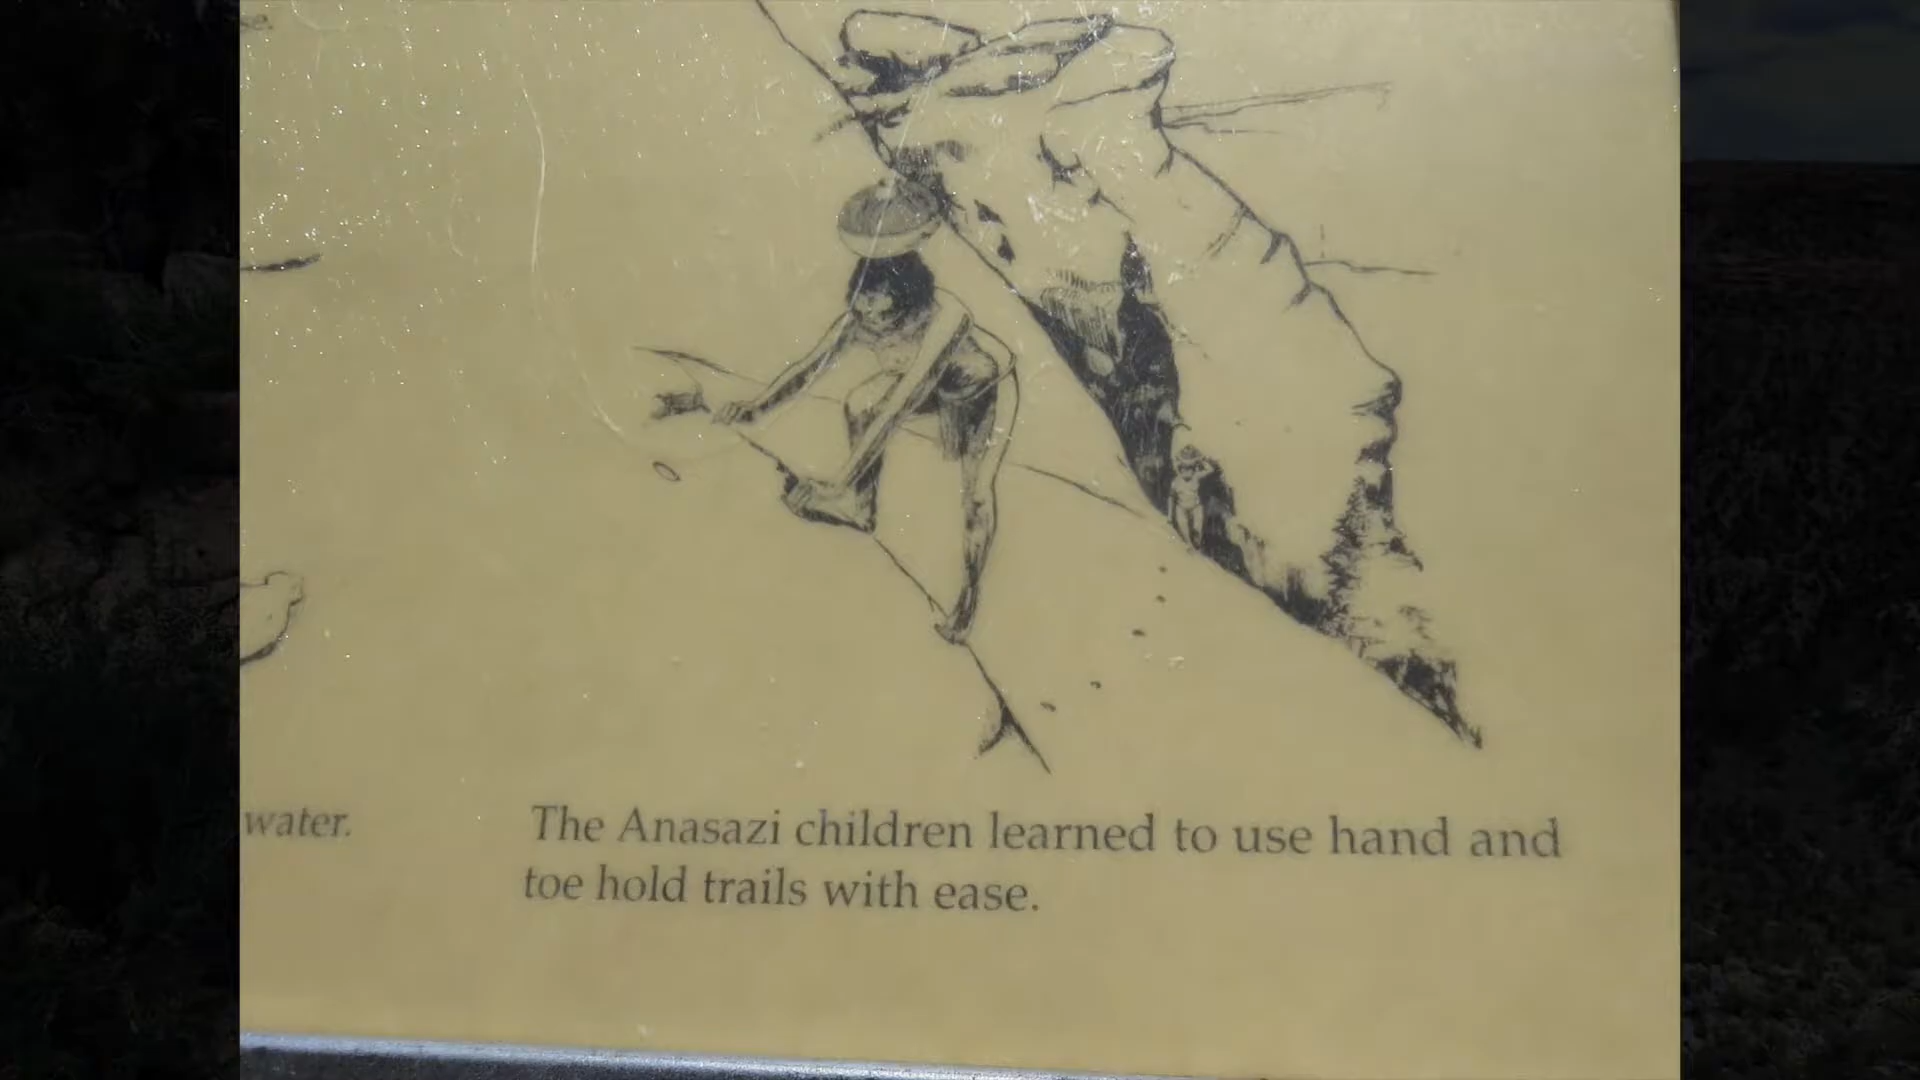 water.
The Anasazi children learned to use hand and
toe hold trails with ease.